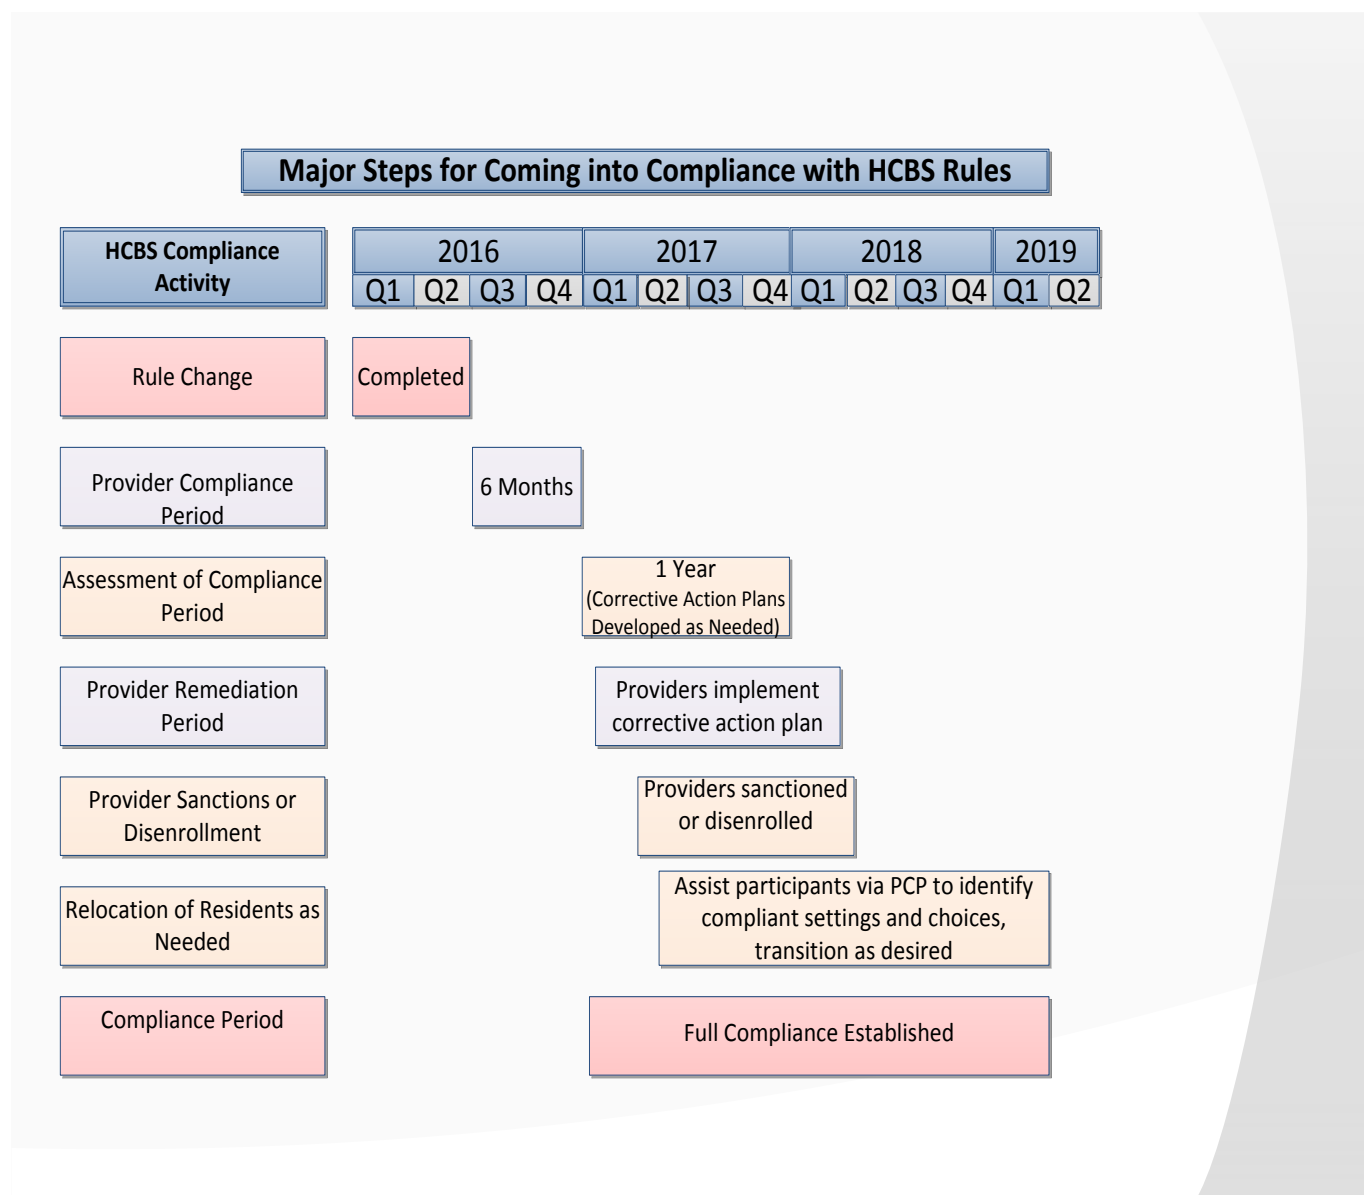 Major Steps for Coming into Compliance with HCBS Rules
HCBS Compliance
Activity
2016 2017 2018 2019
Q1 Q2 Q3 Q4 Q1 Q2 Q3 Q4 Q1 Q2 Q3 Q4 Q1 Q2
Rule Change
Completed
Provider Compliance
Period
6 Months
Assessment of Compliance
Period
1 Year
(Corrective Action Plans
Developed as Needed)
Provider Remediation
Period
Providers implement
corrective action plan
Provider Sanctions or
Disenrollment
Providers sanctioned
or disenrolled
Relocation of Residents as
Needed
Assist participants via PCP to identify
compliant settings and choices,
transition as desired
Compliance Period
Full Compliance Established